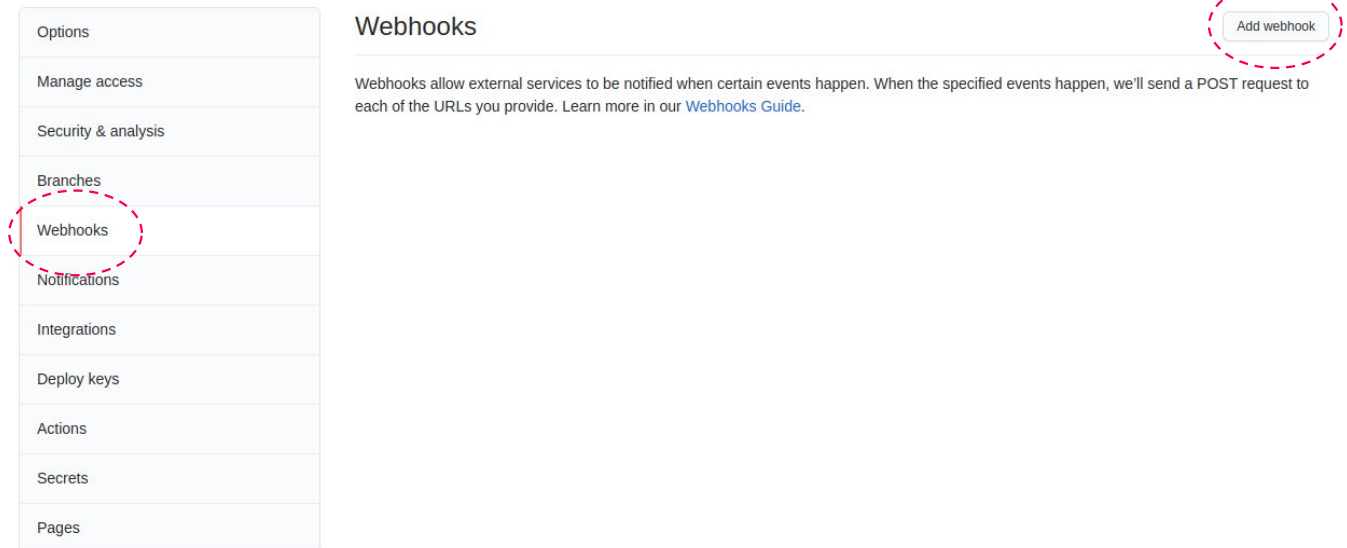 Options
Manage access
Security & analysis
Branches
Webhooks
Notifications
Integrations
Deploy keys
Actions
Secrets
Pages
Webhooks
Add webhook
Webhooks allow external services to be notified when certain events happen. When the specified events happen, we’ll send a POST request to
each of the URLs you provide. Learn more in our Webhooks Guide.